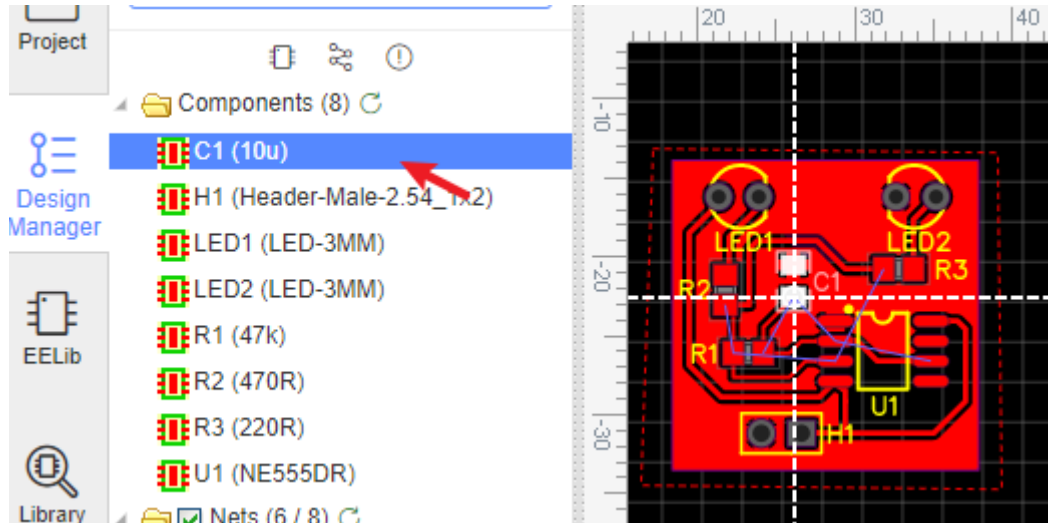 Project
Design
Manager
EELib
Library
Components (8)
C1 (10u)
H1 (Header-Male-2.54_1x2)
LED1 (LED-3MM)
LED2 (LED-3MM)
R1 (47k)
R2 (470R)
R3 (220R)
U1 (NE555DR)
Nets (6 / 8)
20
30
40
-10
-20
-30
LED1
LED2
R2
C1
R3
R1
U1
H1